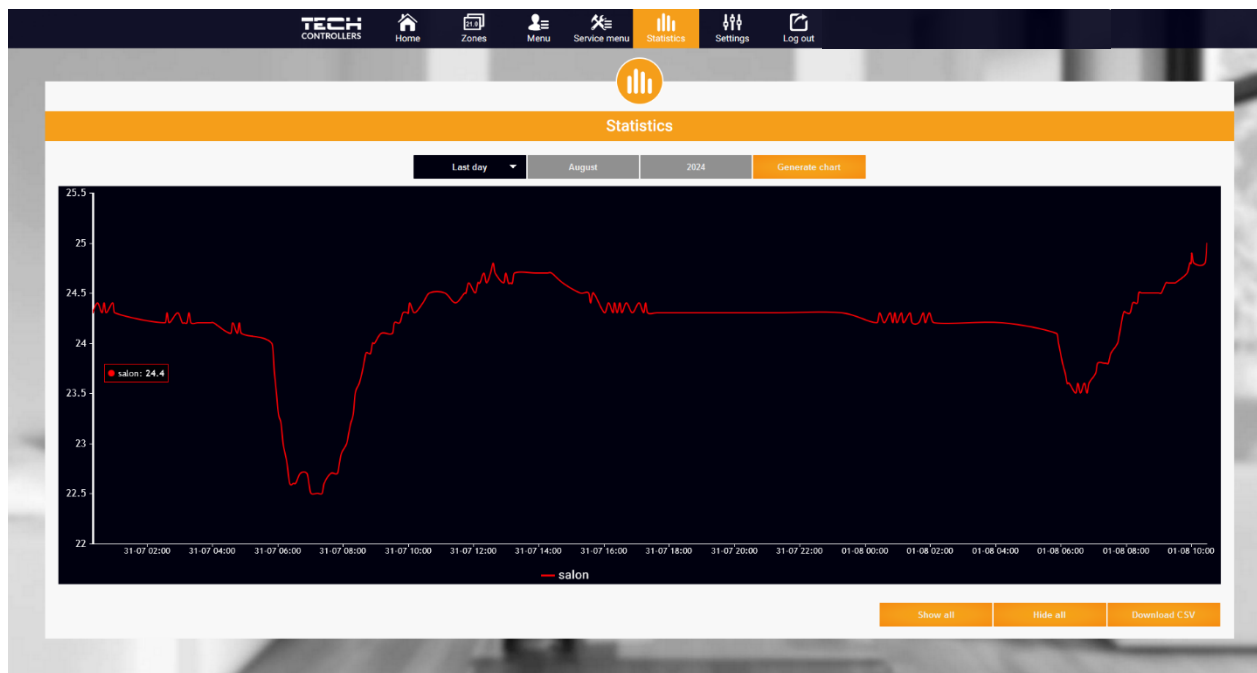 TECH
CONTROLLERS
Home
21.0
Zones
Menu
Service menu
Statistics
Settings
Log out
Statistics
Last day
August
2024
Generate chart
25.5
25
24.5
24
23.5
23
22.5
22
salon: 24.4
31-07 02:00 31-07 04:00 31-07 06:00 31-07 08:00 31-07 10:00 31-07 12:00 31-07 14:00 31-07 16:00 31-07 18:00 31-07 20:00 31-07 22:00 01-08 00:00 01-08 02:00 01-08 04:00 01-08 06:00 01-08 08:00 01-08 10:00
salon
Show all
Hide all
Download CSV